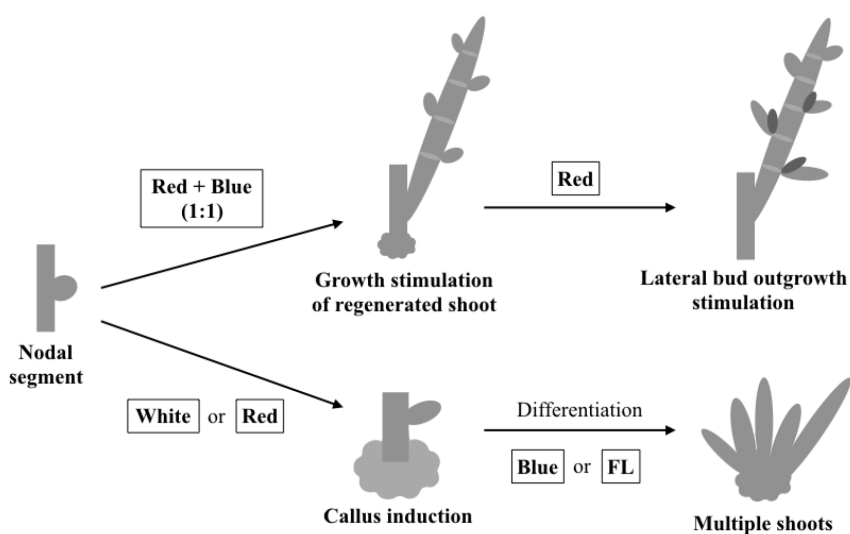 Red + Blue
(1:1)
Red
Growth stimulation
of regenerated shoot
Lateral bud outgrowth
stimulation
Nodal
segment
White or Red
Differentiation
Blue or FL
Callus induction
Multiple shoots